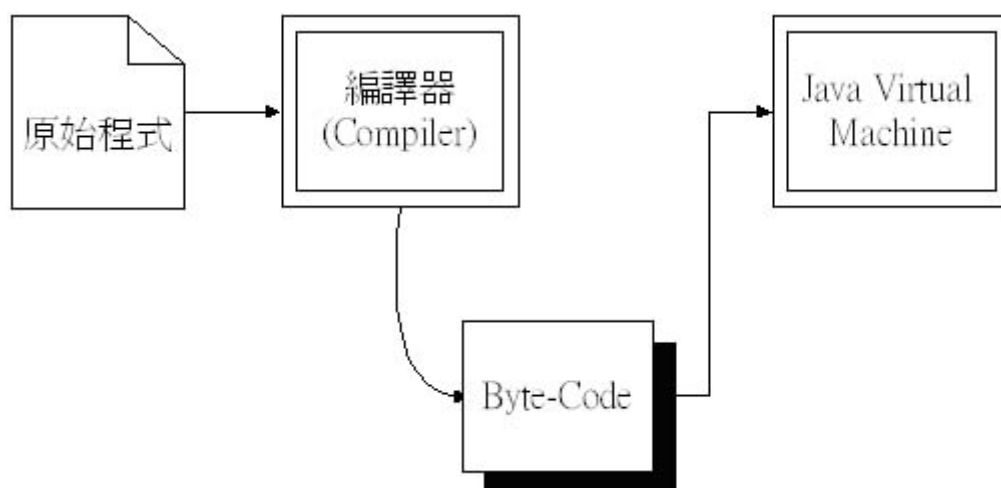 原始程式
編譯器
(Compiler)
Java Virtual
Machine
Byte-Code